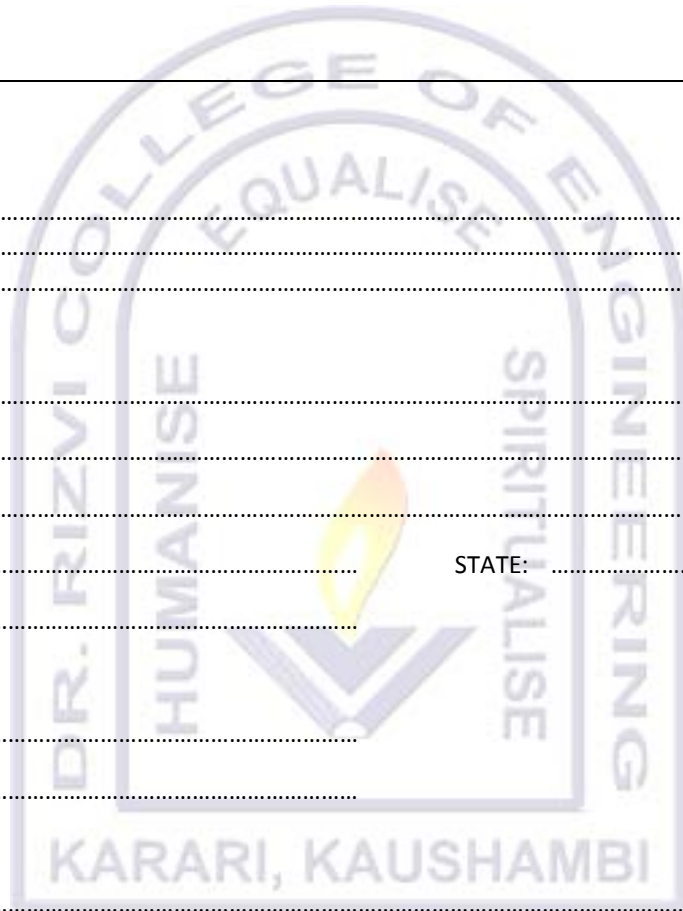 DR. RIZVI COLLEGE OF ENGINEERING
EQUALISE
HUMANISE
SPIRITUALISE
STATE: ........................
KARARI, KAUSHAMBI